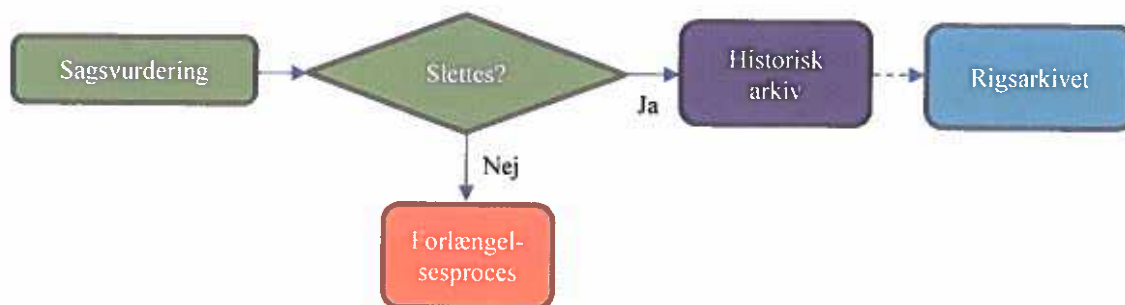 Sagsvurdering
Slettes?
Ja
Historisk
arkiv
Rigsarkivet
Nej
Forlængel-
sesproces